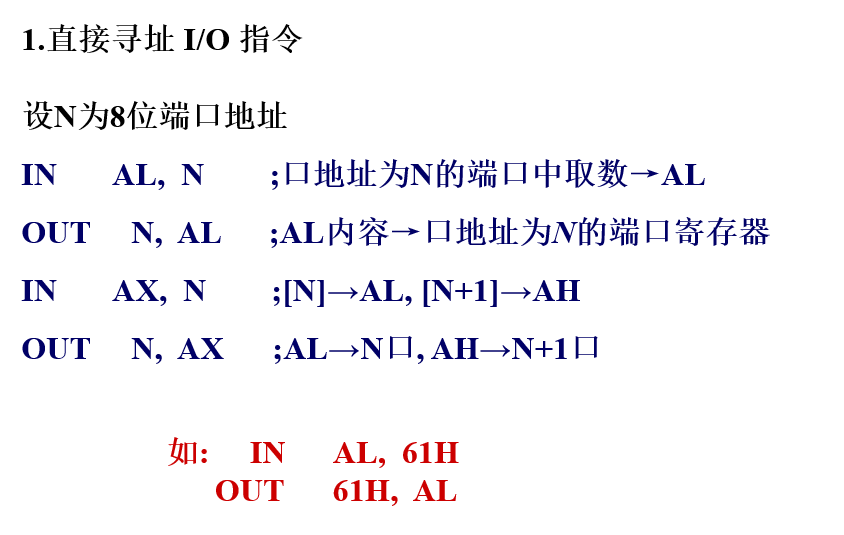 1.直接寻址 I/O 指令
设N为8位端口地址
IN AL, N ;口地址为N的端口中取数→AL
OUT N, AL ;AL内容→口地址为N的端口寄存器
IN AX, N ;[N]→AL, [N+1]→AH
OUT N, AX ;AL→N口, AH→N+1口
如: IN AL, 61H
OUT 61H, AL